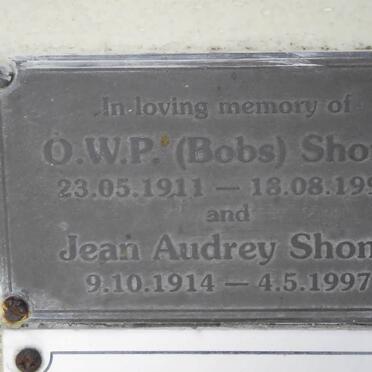 In loving memory of
O.W.P. (Bobs) Sho
23.05.1911 — 18.08.199
and
Jean Audrey Shon
9.10.1914 — 4.5.1997